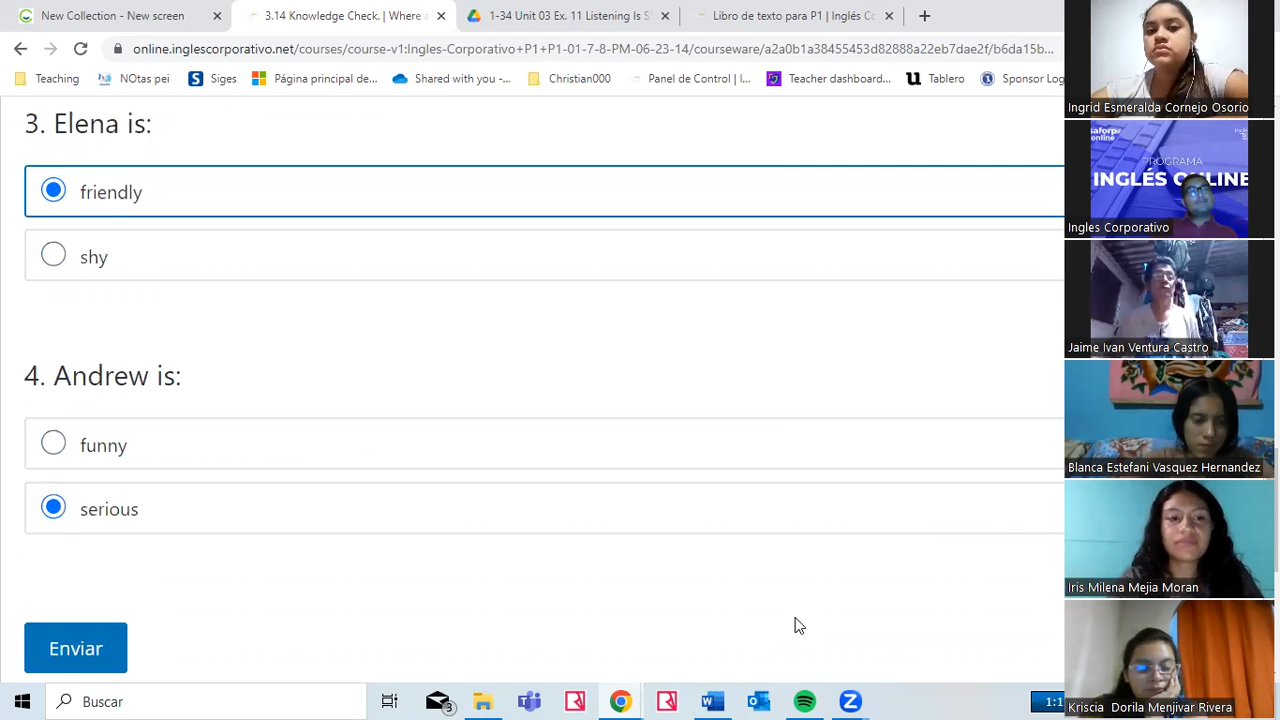 New Collection - New screen
3.14 Knowledge Check. | Where a
1-34 Unit 03 Ex. 11 Listening Is S
Libro de texto para P1 | Inglés Co
online.inglescorporativo.net/courses/course-v1:Ingles-Corporativo+P1+P1-01-7-8-PM-06-23-14/courseware/a2a0b1a38455453d82888a22eb7dae2f/b6da15b...
Teaching
NOtas pei
Siges
Página principal de...
Shared with you -...
Christian000
Panel de Control | I...
Teacher dashboard...
Tablero
Sponsor Log
3. Elena is:
friendly
shy
4. Andrew is:
funny
serious
Enviar
Ingrid Esmeralda Cornejo Osorio
online
PROGRAMA
INGLÉS ONLINE
Ingles Corporativo
Jaime Ivan Ventura Castro
Blanca Estefani Vasquez Hernandez
Iris Milena Mejia Moran
Kriscia Dorila Menjivar Rivera
Buscar
3
1:1